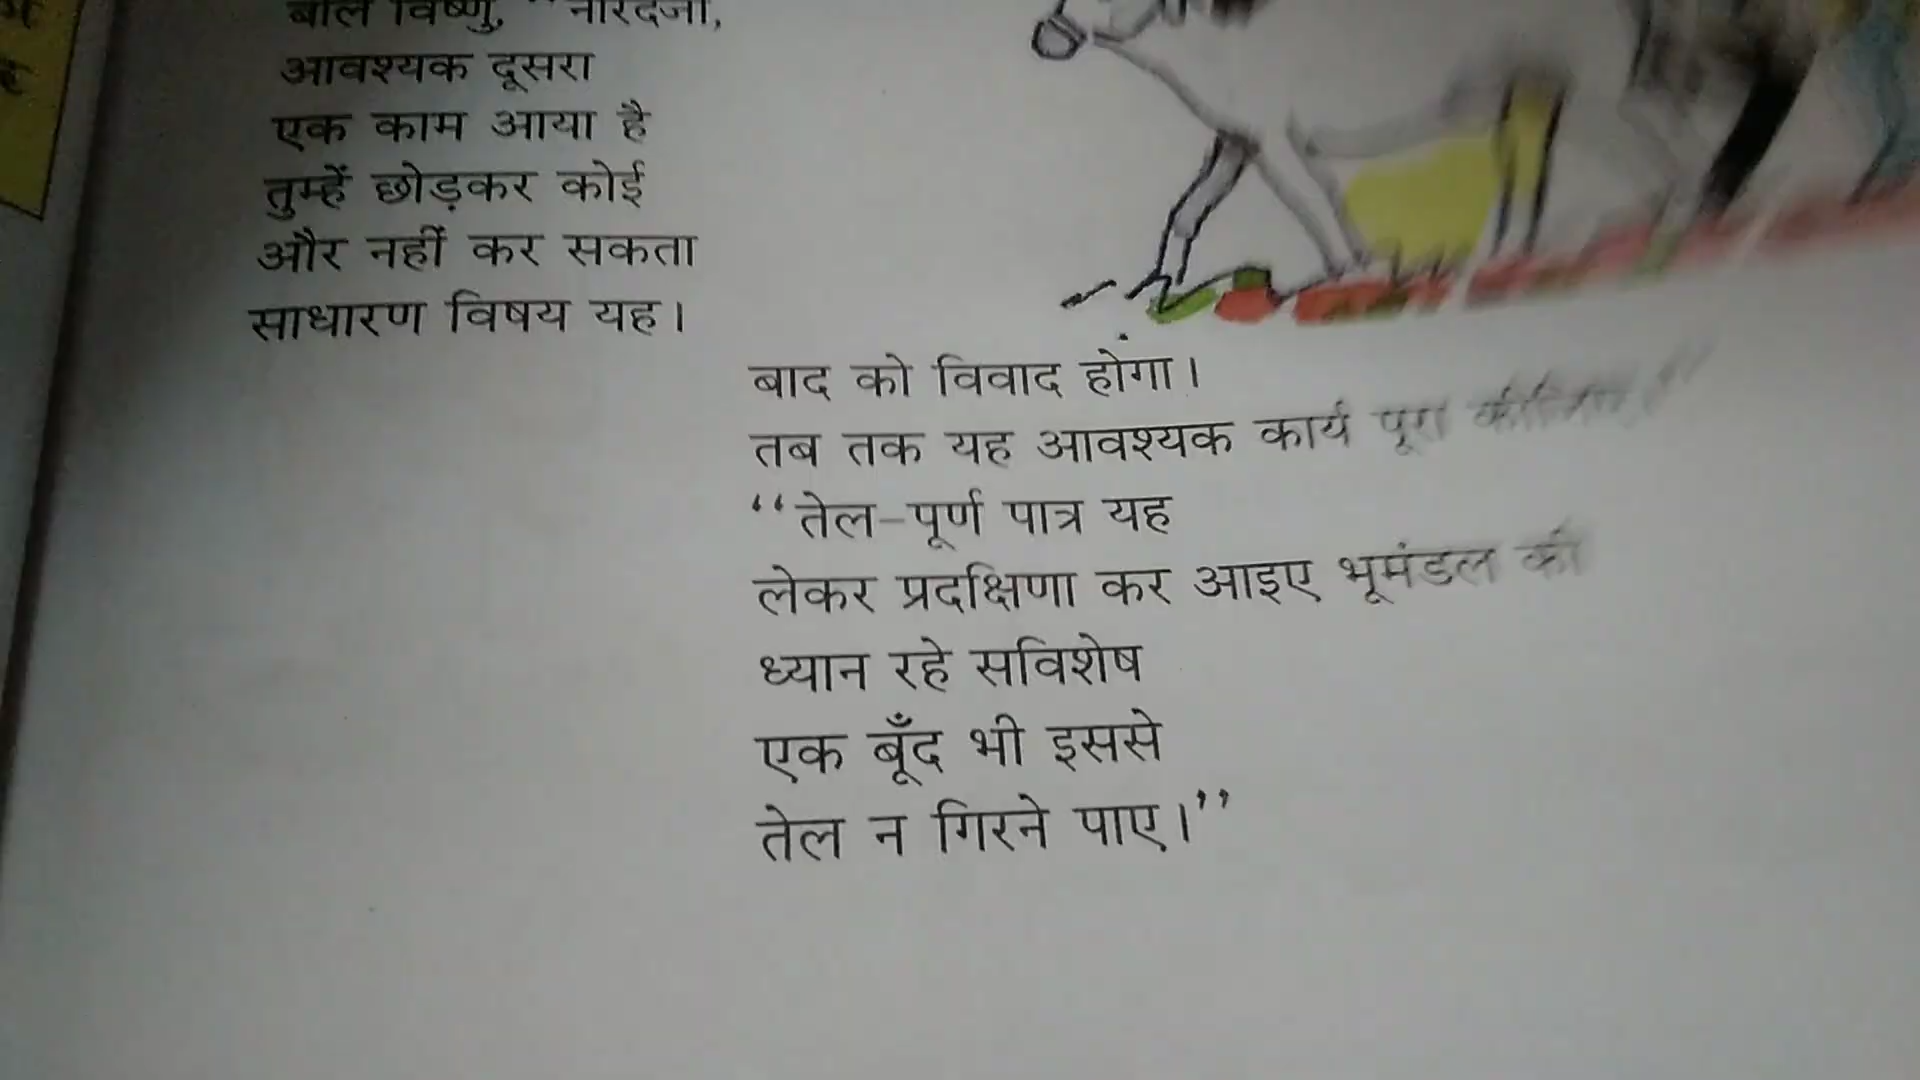 बोले विष्णु, "नारदजी,
आवश्यक दूसरा
एक काम आया है
तुम्हें छोड़कर कोई
और नहीं कर सकता
साधारण विषय यह।
बाद को विवाद होगा।
तब तक यह आवश्यक कार्य पूरा
"तेल-पूर्ण पात्र यह
लेकर प्रदक्षिणा कर आइए भूमंडल की
ध्यान रहे सविशेष
एक बूँद भी इससे
तेल न गिरने पाए।"